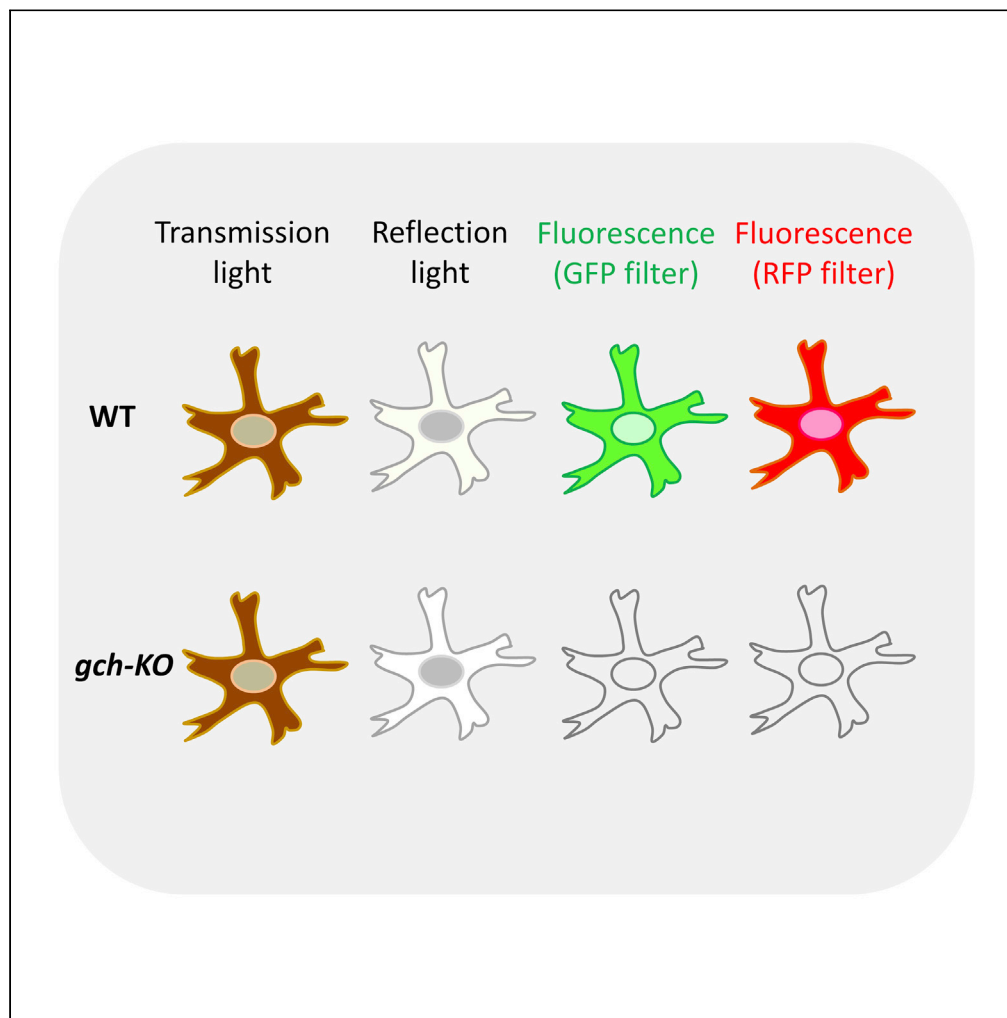 Transmission light
Reflection light
Fluorescence (GFP filter)
Fluorescence (RFP filter)
WT
gch-KO